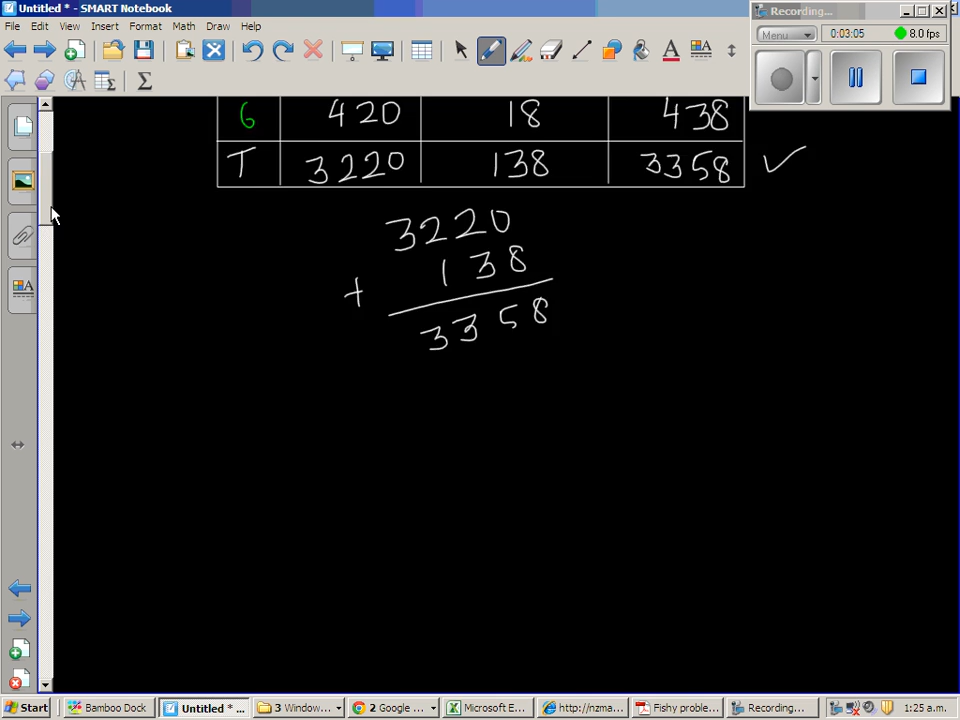 Untitled * - SMART Notebook
Recording...
File Edit View Insert Format Math Draw Help
Menu
0:03:05
8.0 fps
6 420 18 438
T 3220 138 3358 ✓
3220
+ 138
3358
Start
Bamboo Dock
Untitled * ...
3 Window...
2 Google ...
Microsoft E...
http://nzma...
Fishy proble...
Recording...
1:25 a.m.